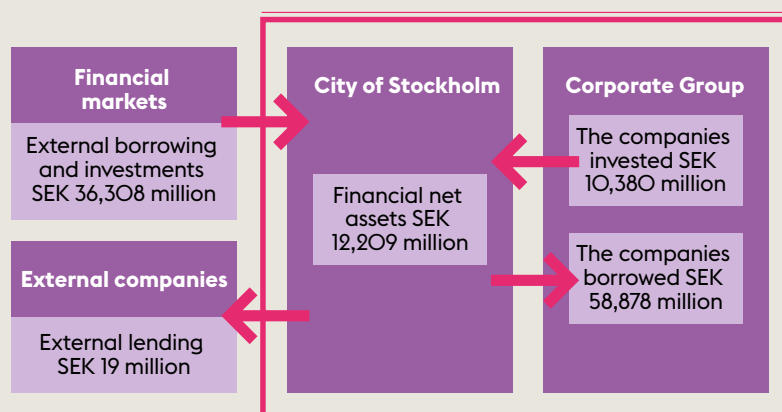 Financial
markets
External borrowing
and investments
SEK 36,308 million
External companies
External lending
SEK 19 million
City of Stockholm
Financial net
assets SEK
12,209 million
Corporate Group
The companies
invested SEK
10,380 million
The companies
borrowed SEK
58,878 million